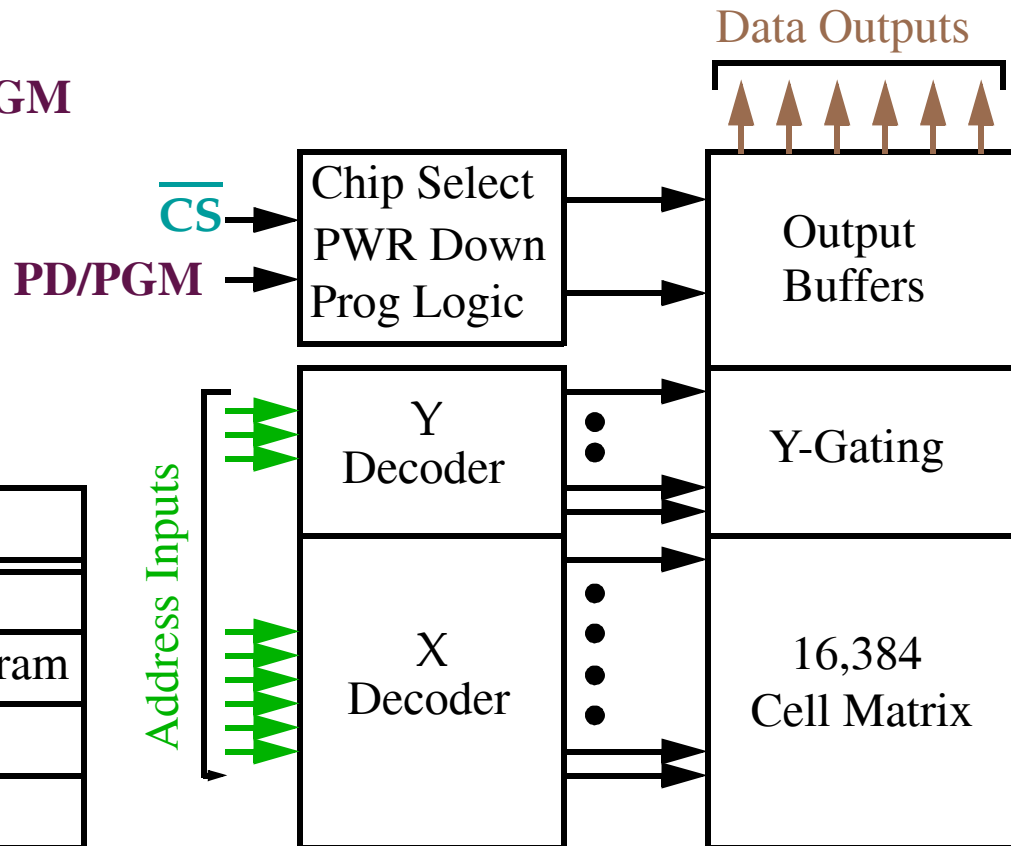 Data Outputs
GM
Chip Select
CS
PWR Down
PD/PGM
Prog Logic
Output
Buffers
Y
Decoder
Y-Gating
Address Inputs
X
Decoder
16,384
Cell Matrix
ram